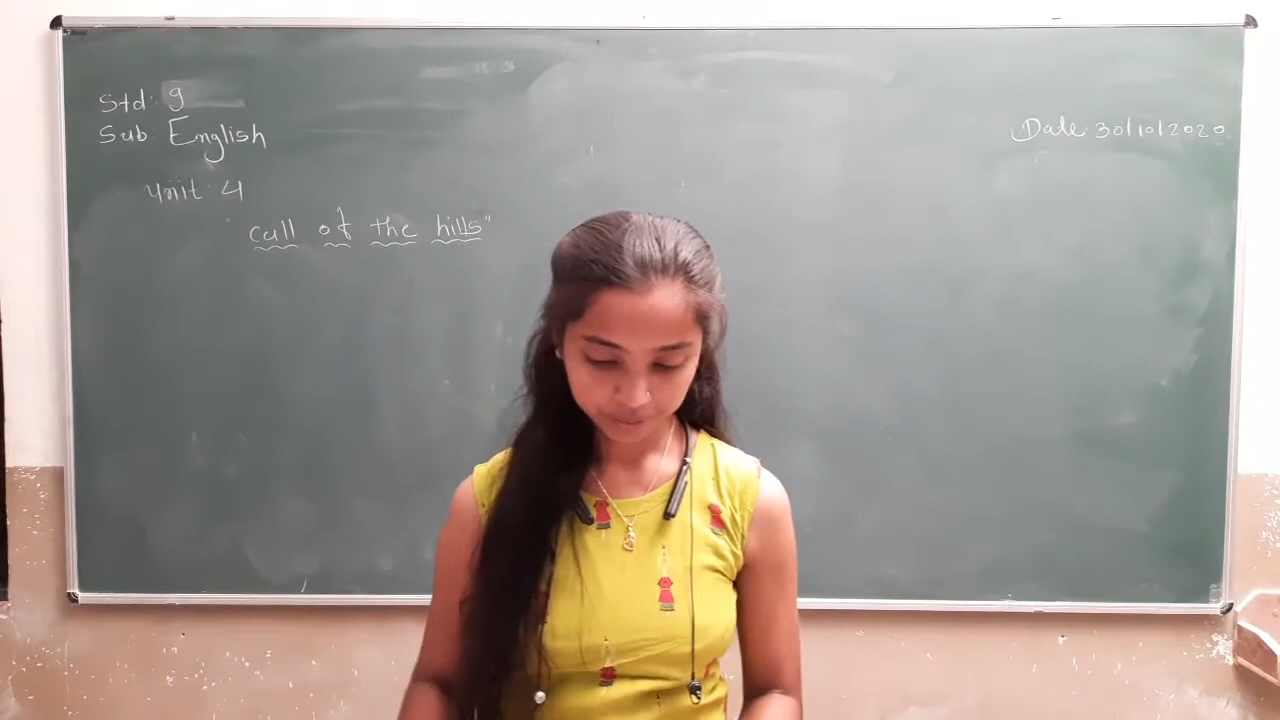 Std: 9
Sub: English
Date: 30/10/2020
Unit: 4
"call of the hills"